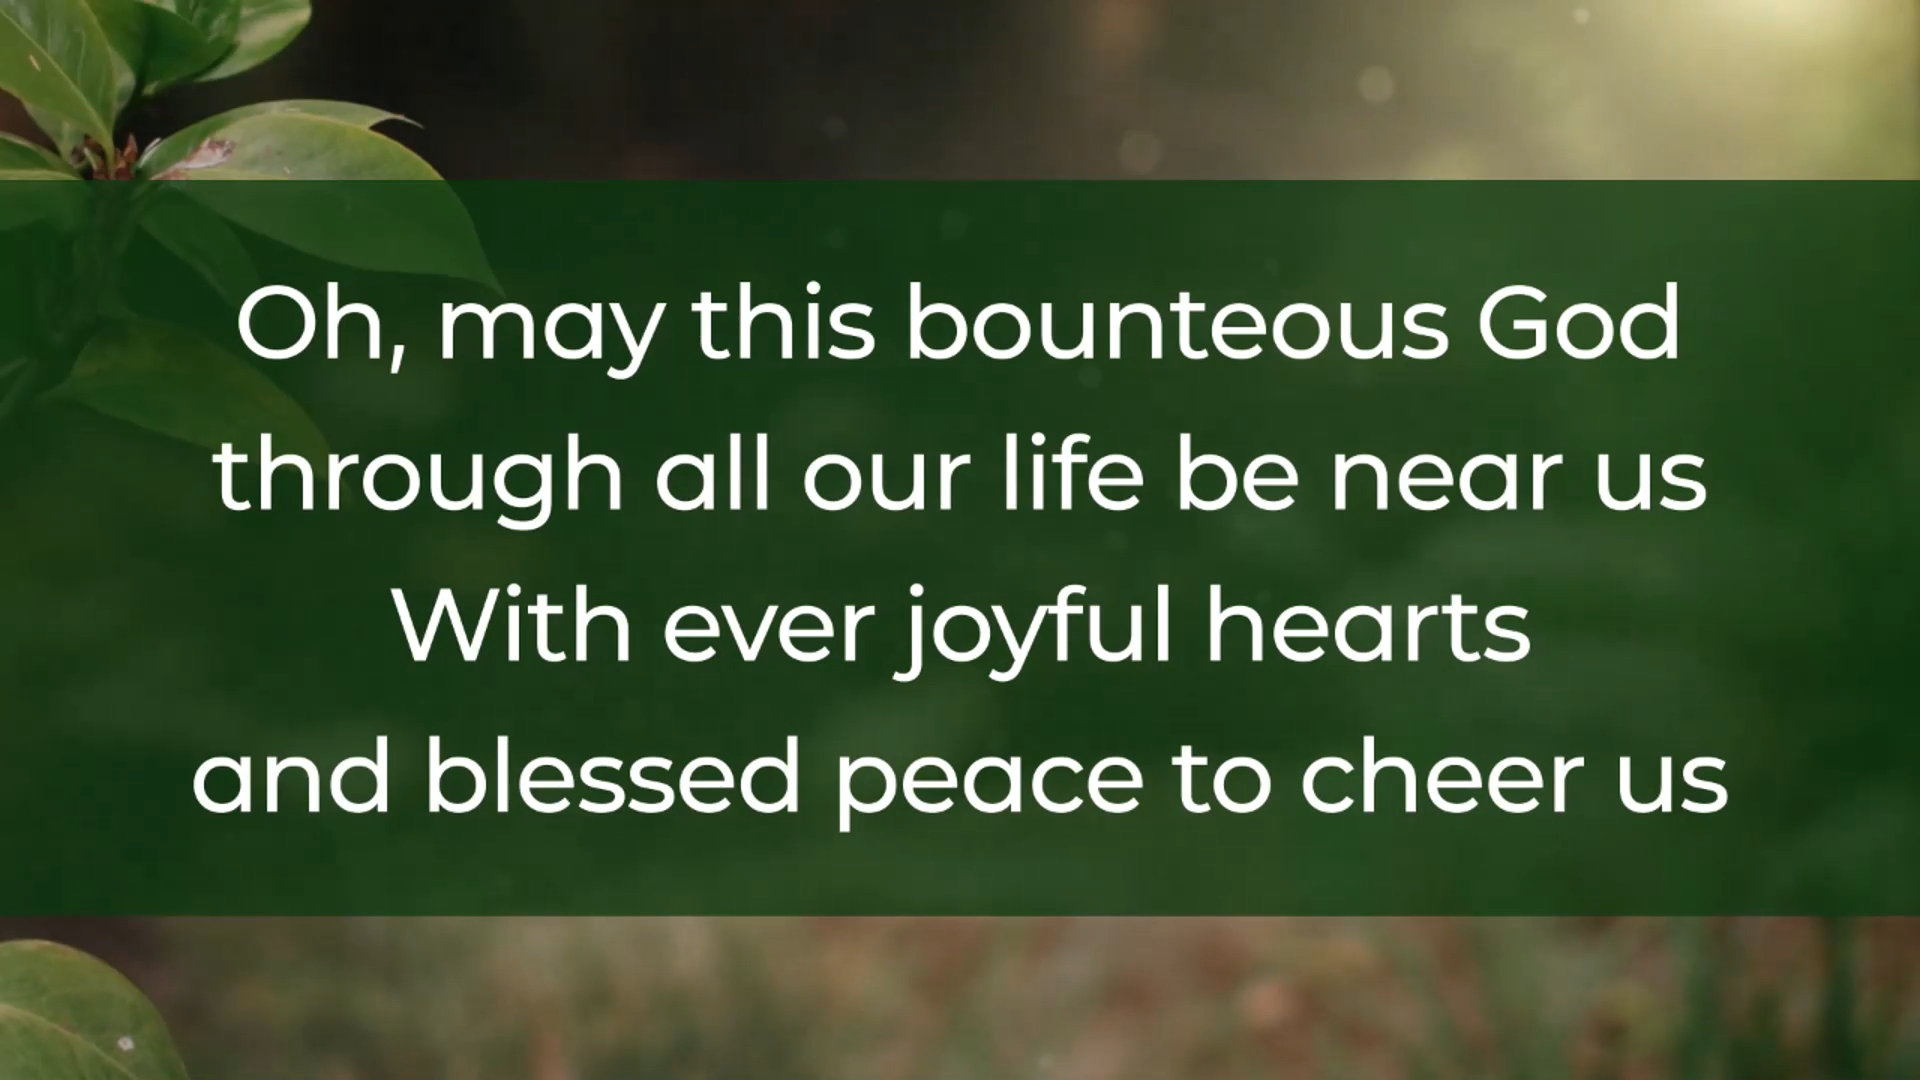 Oh, may this bounteous God
through all our life be near us
With ever joyful hearts
and blessed peace to cheer us